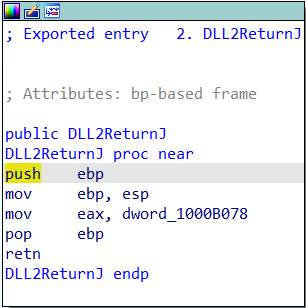 ; Exported entry   2. DLL2ReturnJ
; Attributes: bp-based frame
public DLL2ReturnJ
DLL2ReturnJ proc near
push    ebp
mov     ebp, esp
mov     eax, dword_1000B078
pop     ebp
retn
DLL2ReturnJ endp